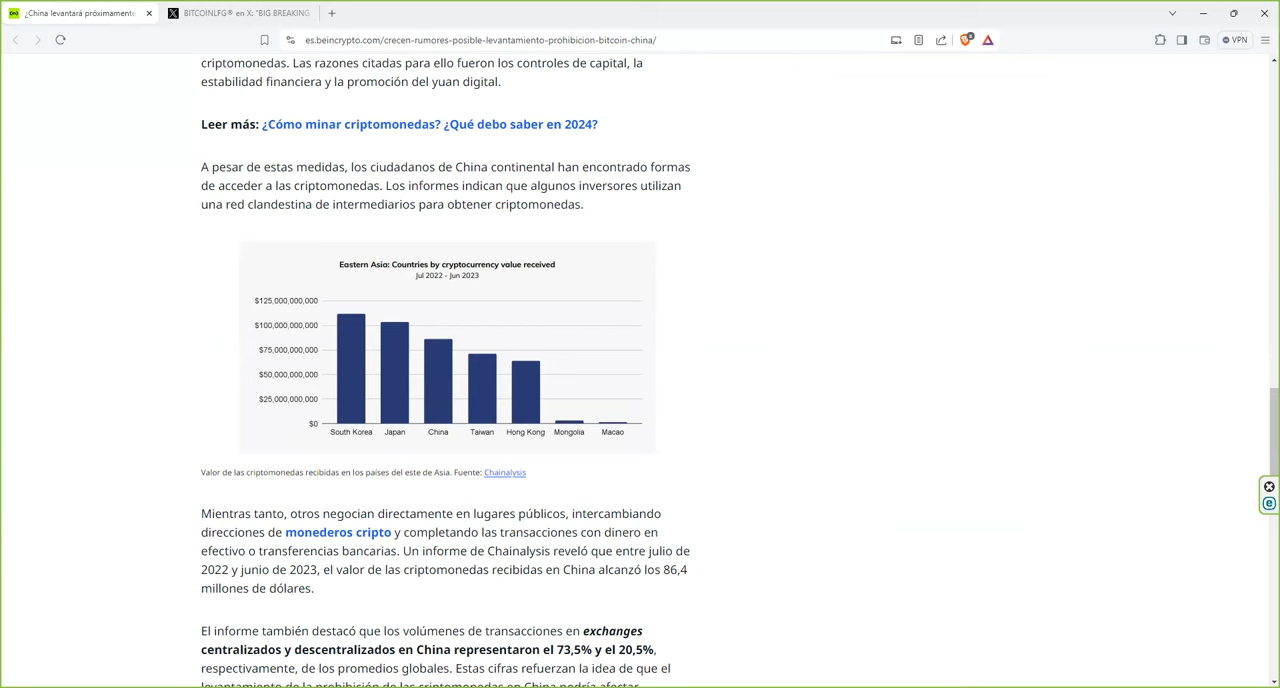 ¿China levantará próximamente
BITCOINLFG® en X: "BIG BREAKING
es.beincrypto.com/crecen-rumores-posible-levantamiento-prohibicion-bitcoin-china/
VPN
criptomonedas. Las razones citadas para ello fueron los controles de capital, la
estabilidad financiera y la promoción del yuan digital.
Leer más: ¿Cómo minar criptomonedas? ¿Qué debo saber en 2024?
A pesar de estas medidas, los ciudadanos de China continental han encontrado formas
de acceder a las criptomonedas. Los informes indican que algunos inversores utilizan
una red clandestina de intermediarios para obtener criptomonedas.
Eastern Asia: Countries by cryptocurrency value received
Jul 2022 - Jun 2023
$125,000,000,000
$100,000,000,000
$75,000,000,000
$50,000,000,000
$25,000,000,000
$0
South Korea Japan China Taiwan Hong Kong Mongolia Macao
Valor de las criptomonedas recibidas en los países del este de Asia. Fuente: Chainalysis
Mientras tanto, otros negocian directamente en lugares públicos, intercambiando
direcciones de monederos cripto y completando las transacciones con dinero en
efectivo o transferencias bancarias. Un informe de Chainalysis reveló que entre julio de
2022 y junio de 2023, el valor de las criptomonedas recibidas en China alcanzó los 86,4
millones de dólares.
El informe también destacó que los volúmenes de transacciones en exchanges
centralizados y descentralizados en China representaron el 73,5% y el 20,5%,
respectivamente, de los promedios globales. Estas cifras refuerzan la idea de que el
levantamiento de la prohibición de las criptomonedas en China podría afectar